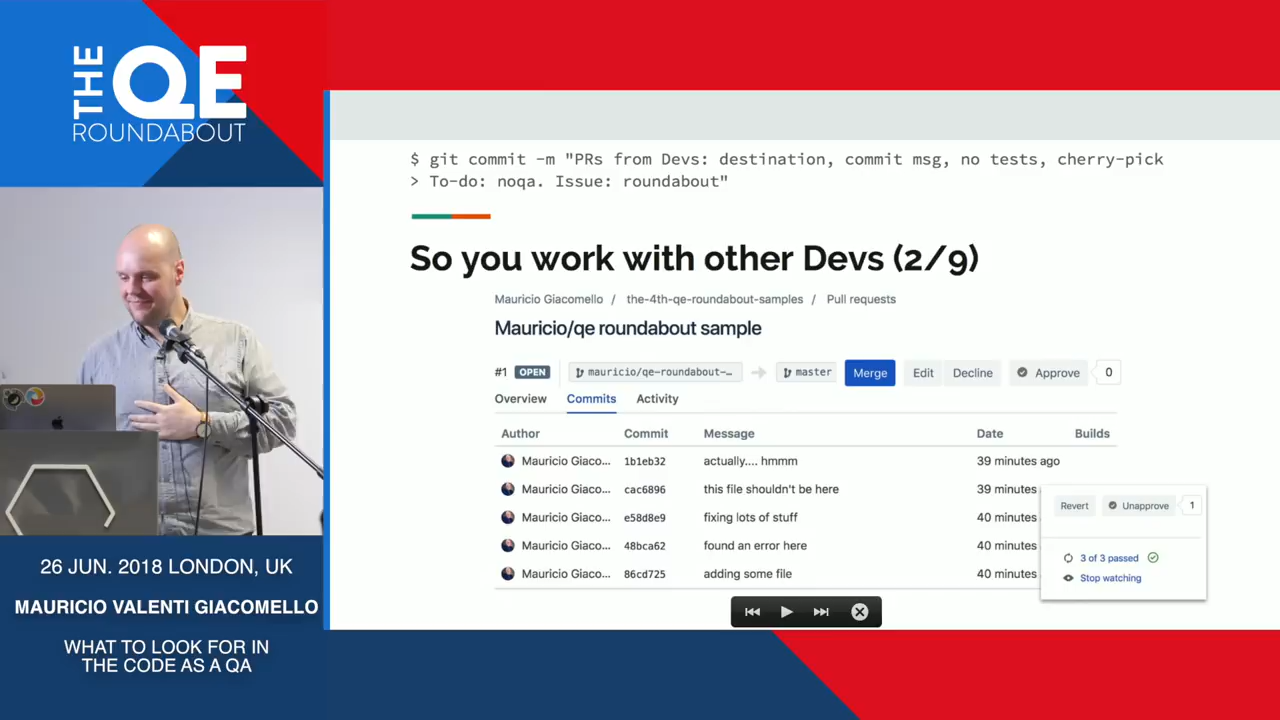 THE
QE
ROUNDABOUT
26 JUN. 2018 LONDON, UK
MAURICIO VALENTI GIACOMELLO
WHAT TO LOOK FOR IN
THE CODE AS A QA
$ git commit -m "PRs from Devs: destination, commit msg, no tests, cherry-pick
> To-do: noqa. Issue: roundabout"
So you work with other Devs (2/9)
Mauricio Giacomello / the-4th-qe-roundabout-samples / Pull requests
Mauricio/qe roundabout sample
#1 OPEN mauricio/qe-roundabout-… master Merge Edit Decline Approve 0
Overview Commits Activity
Author Commit Message Date Builds
Mauricio Giaco... 1b1eb32 actually.... hmmm 39 minutes ago
Mauricio Giaco... cac6896 this file shouldn't be here 39 minutes
Mauricio Giaco... e58d8e9 fixing lots of stuff 40 minutes
Mauricio Giaco... 48bca62 found an error here 40 minutes
Mauricio Giaco... 86cd725 adding some file 40 minutes
Revert Unapprove 1
3 of 3 passed
Stop watching